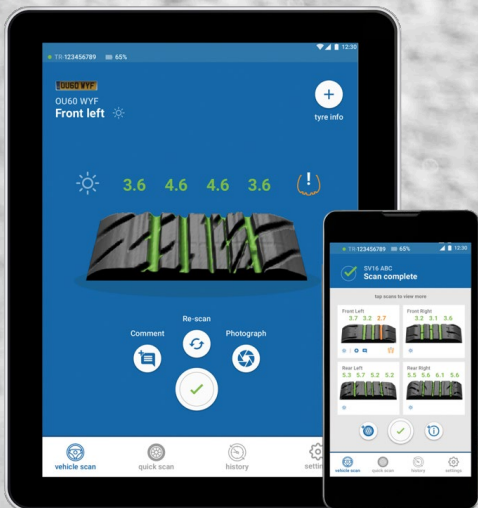 TR-123456789 65% 12:30
OU60 WYF
OU60 WYF
Front left
tyre info
3.6 4.6 4.6 3.6
Re-scan
Comment Photograph
vehicle scan quick scan history settin
TR-123456789 65% 12:30
SV16 ABC
Scan complete
tap scans to view more
Front Left Front Right
3.7 3.2 2.7 3.2 3.1 3.6
Rear Left Rear Right
5.3 5.7 5.2 5.2 5.5 5.6 6.1 5.6
vehicle scan quick scan history settings